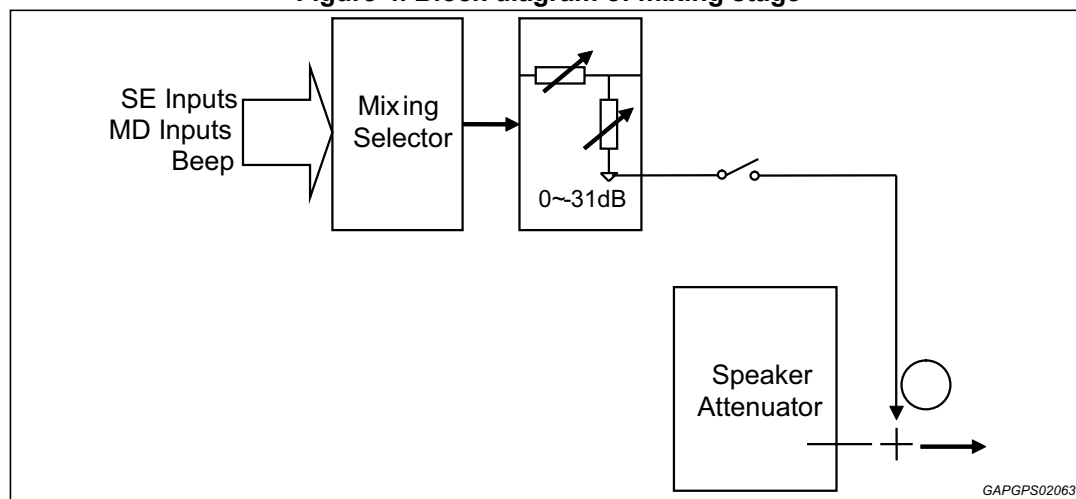 SE Inputs
MD Inputs
Beep
Mixing
Selector
0~-31dB
Speaker
Attenuator
GAPGPS02063